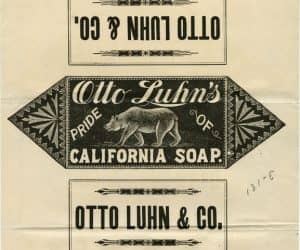 OTTO LUHN & CO.
Otto Luhn's
PRIDE OF
CALIFORNIA SOAP.
OTTO LUHN & CO.